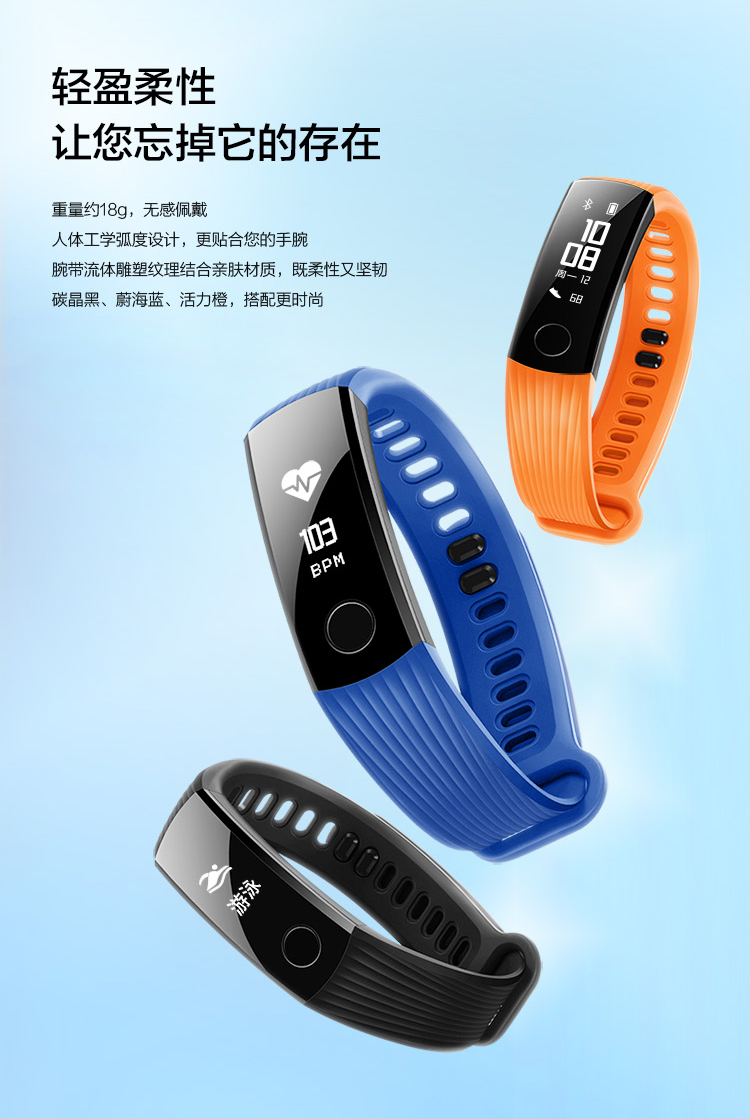 轻盈柔性
让您忘掉它的存在
重量约18g，无感佩戴
人体工学弧度设计，更贴合您的手腕
腕带流体雕塑纹理结合亲肤材质，既柔性又坚韧
碳晶黑、蔚海蓝、活力橙，搭配更时尚
10
08
周一 12
68
103
BPM
游泳